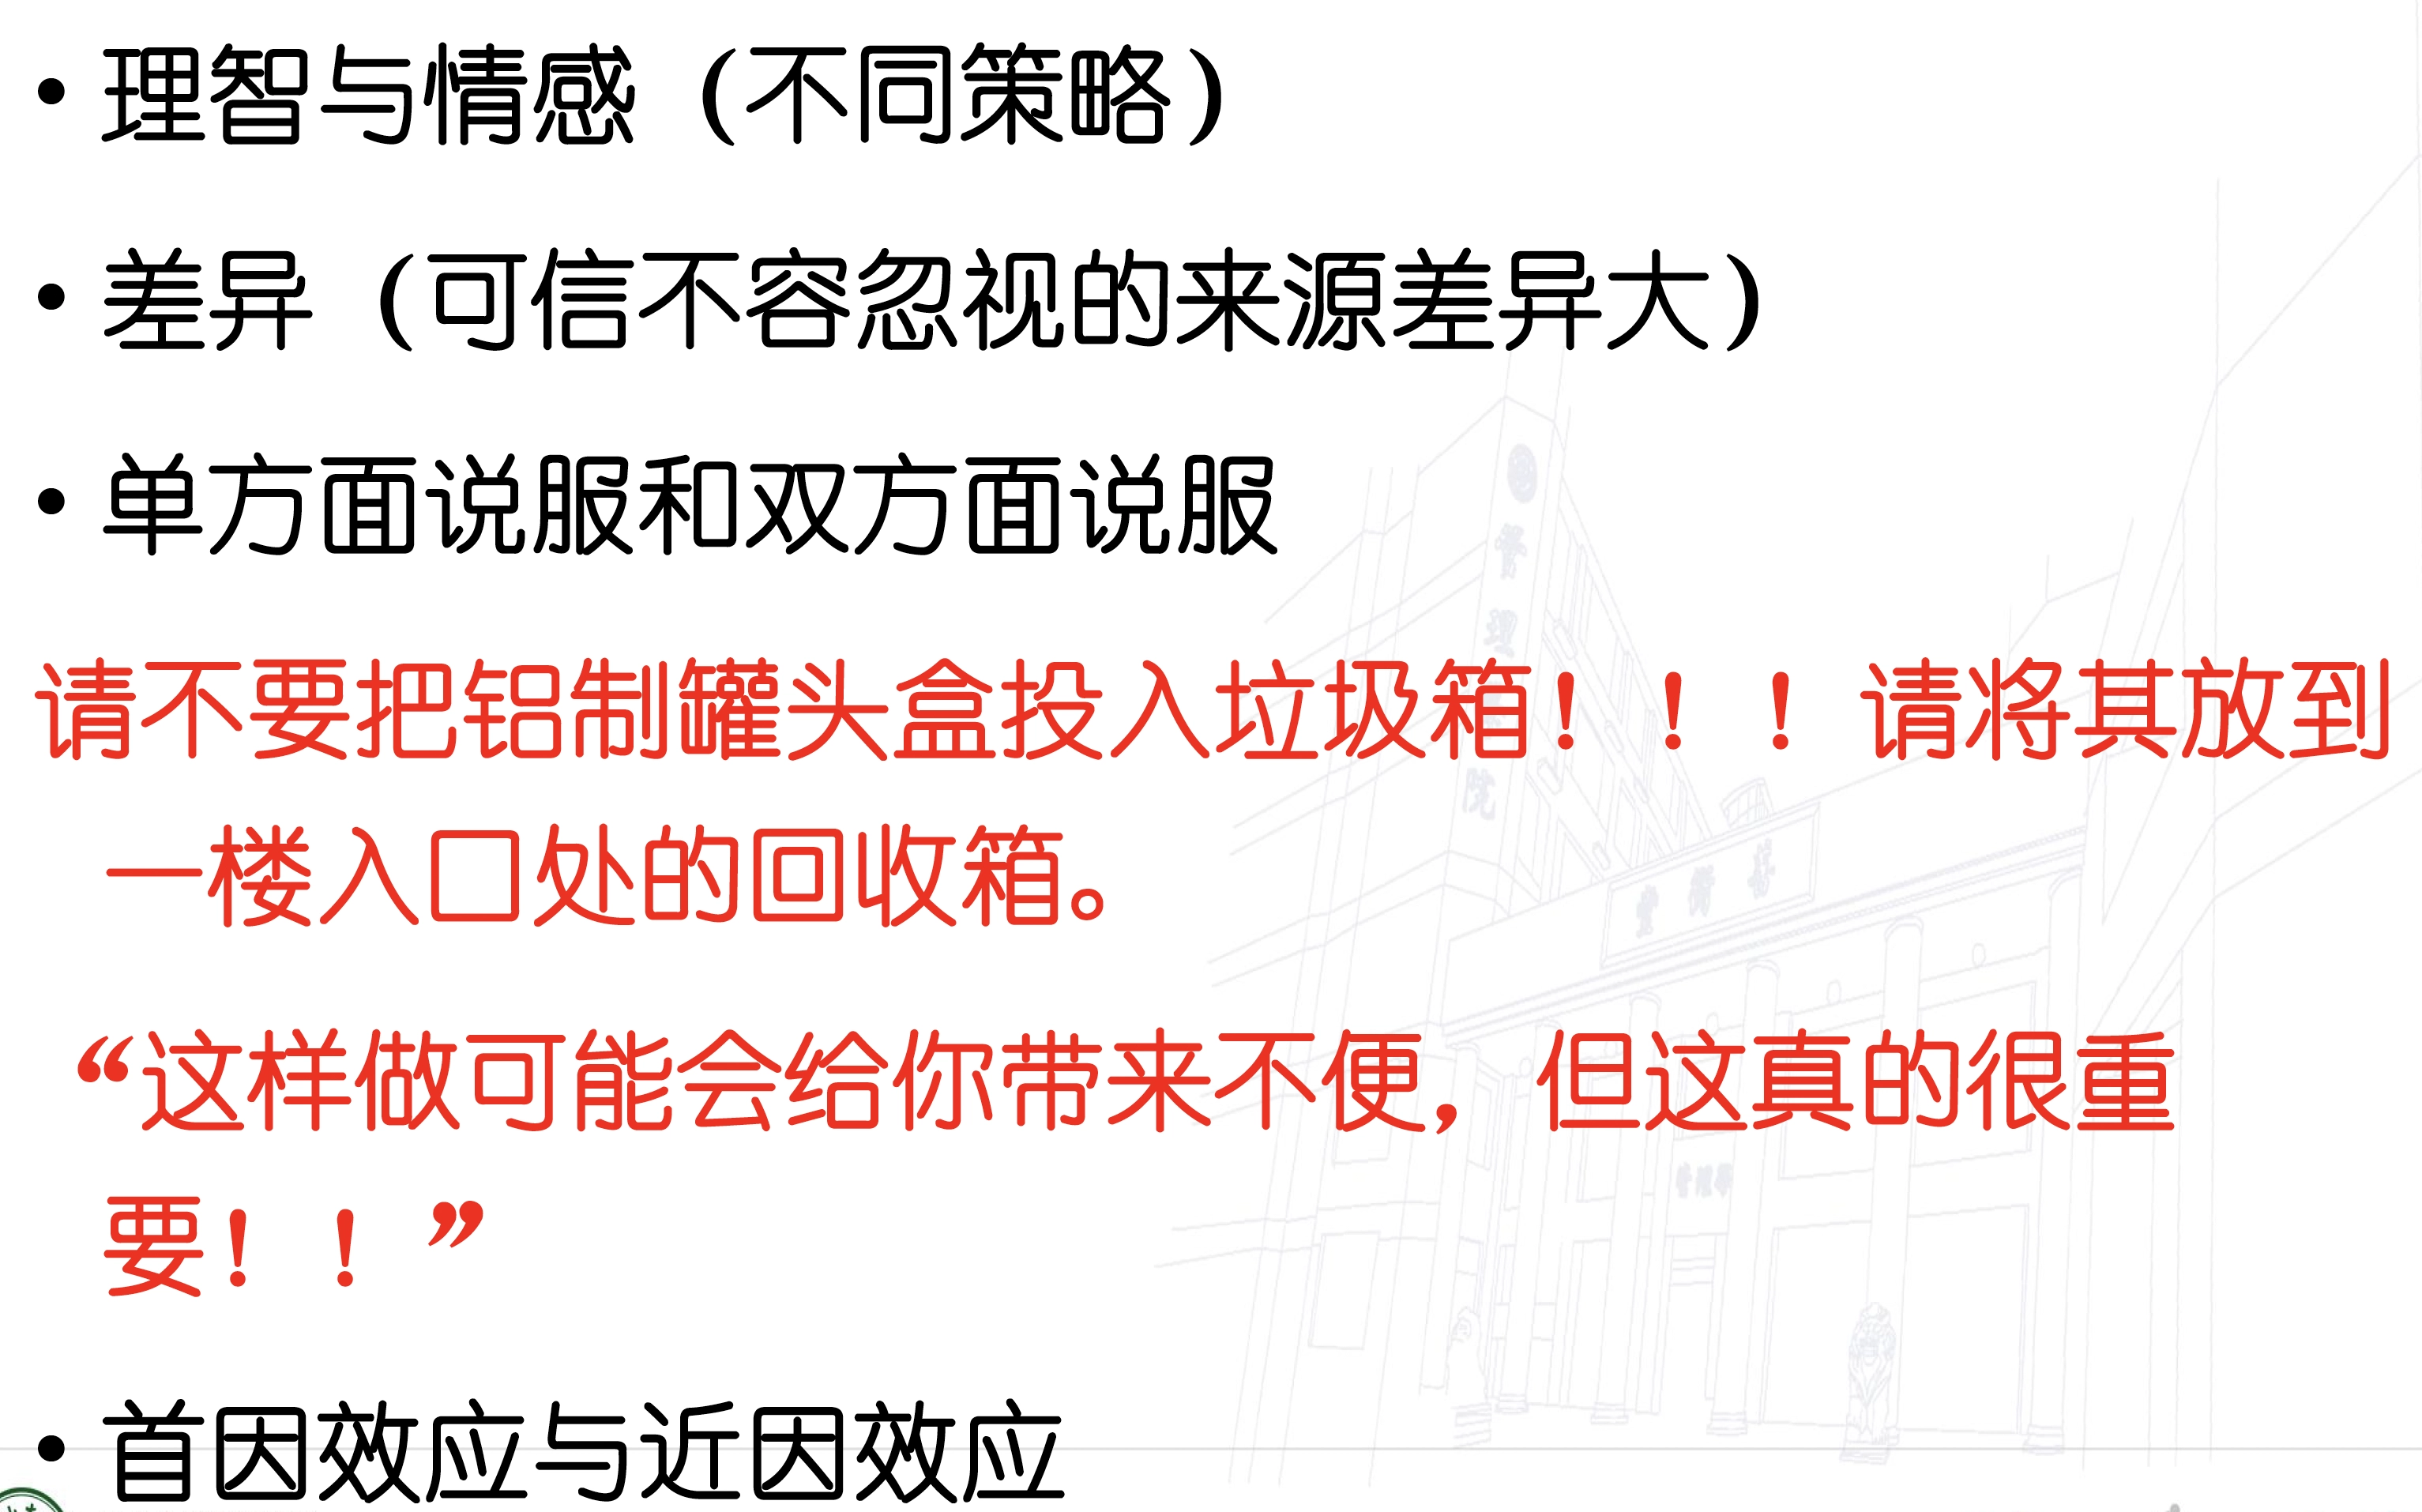 • 理智与情感（不同策略）
• 差异（可信不容忽视的来源差异大）
• 单方面说服和双方面说服
请不要把铝制罐头盒投入垃圾箱！！！请将其放到
一楼入口处的回收箱。
“这样做可能会给你带来不便，但这真的很重
要！！”
• 首因效应与近因效应
管理学院